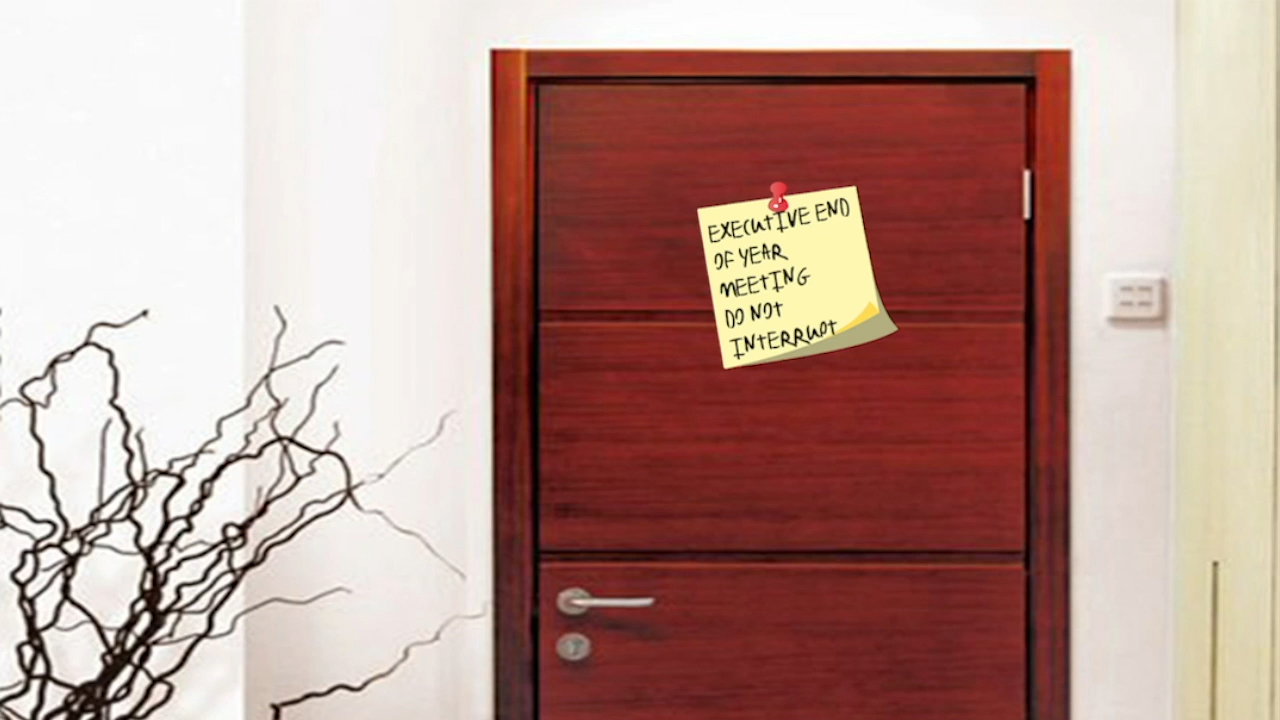 EXECUTIVE END
OF YEAR
MEETING
DO NOT
INTERRUPT